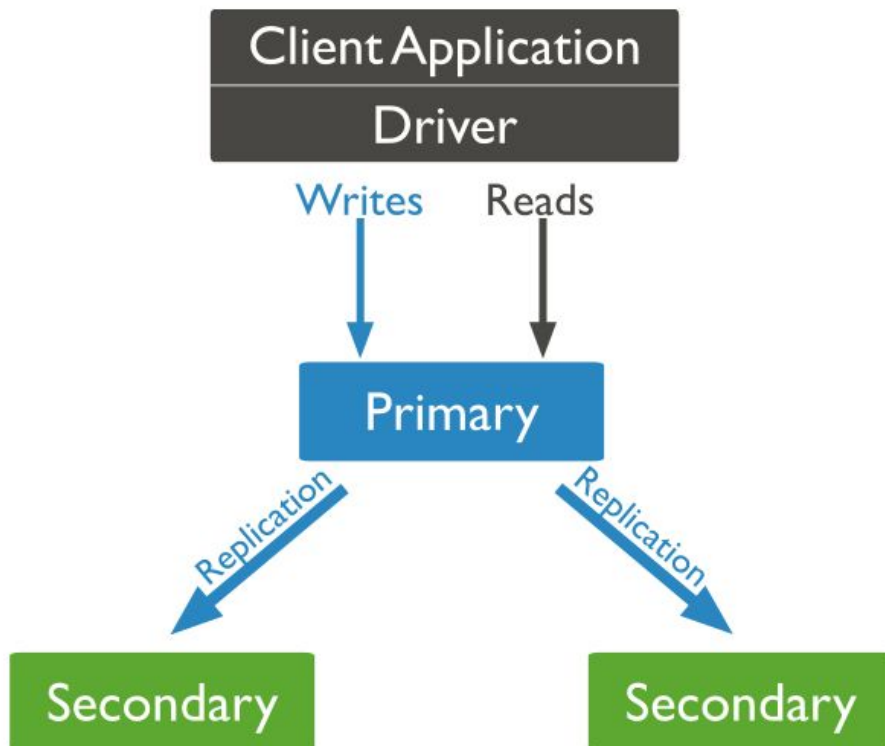 Client Application
Driver
Writes Reads
Primary
Replication Replication
Secondary Secondary